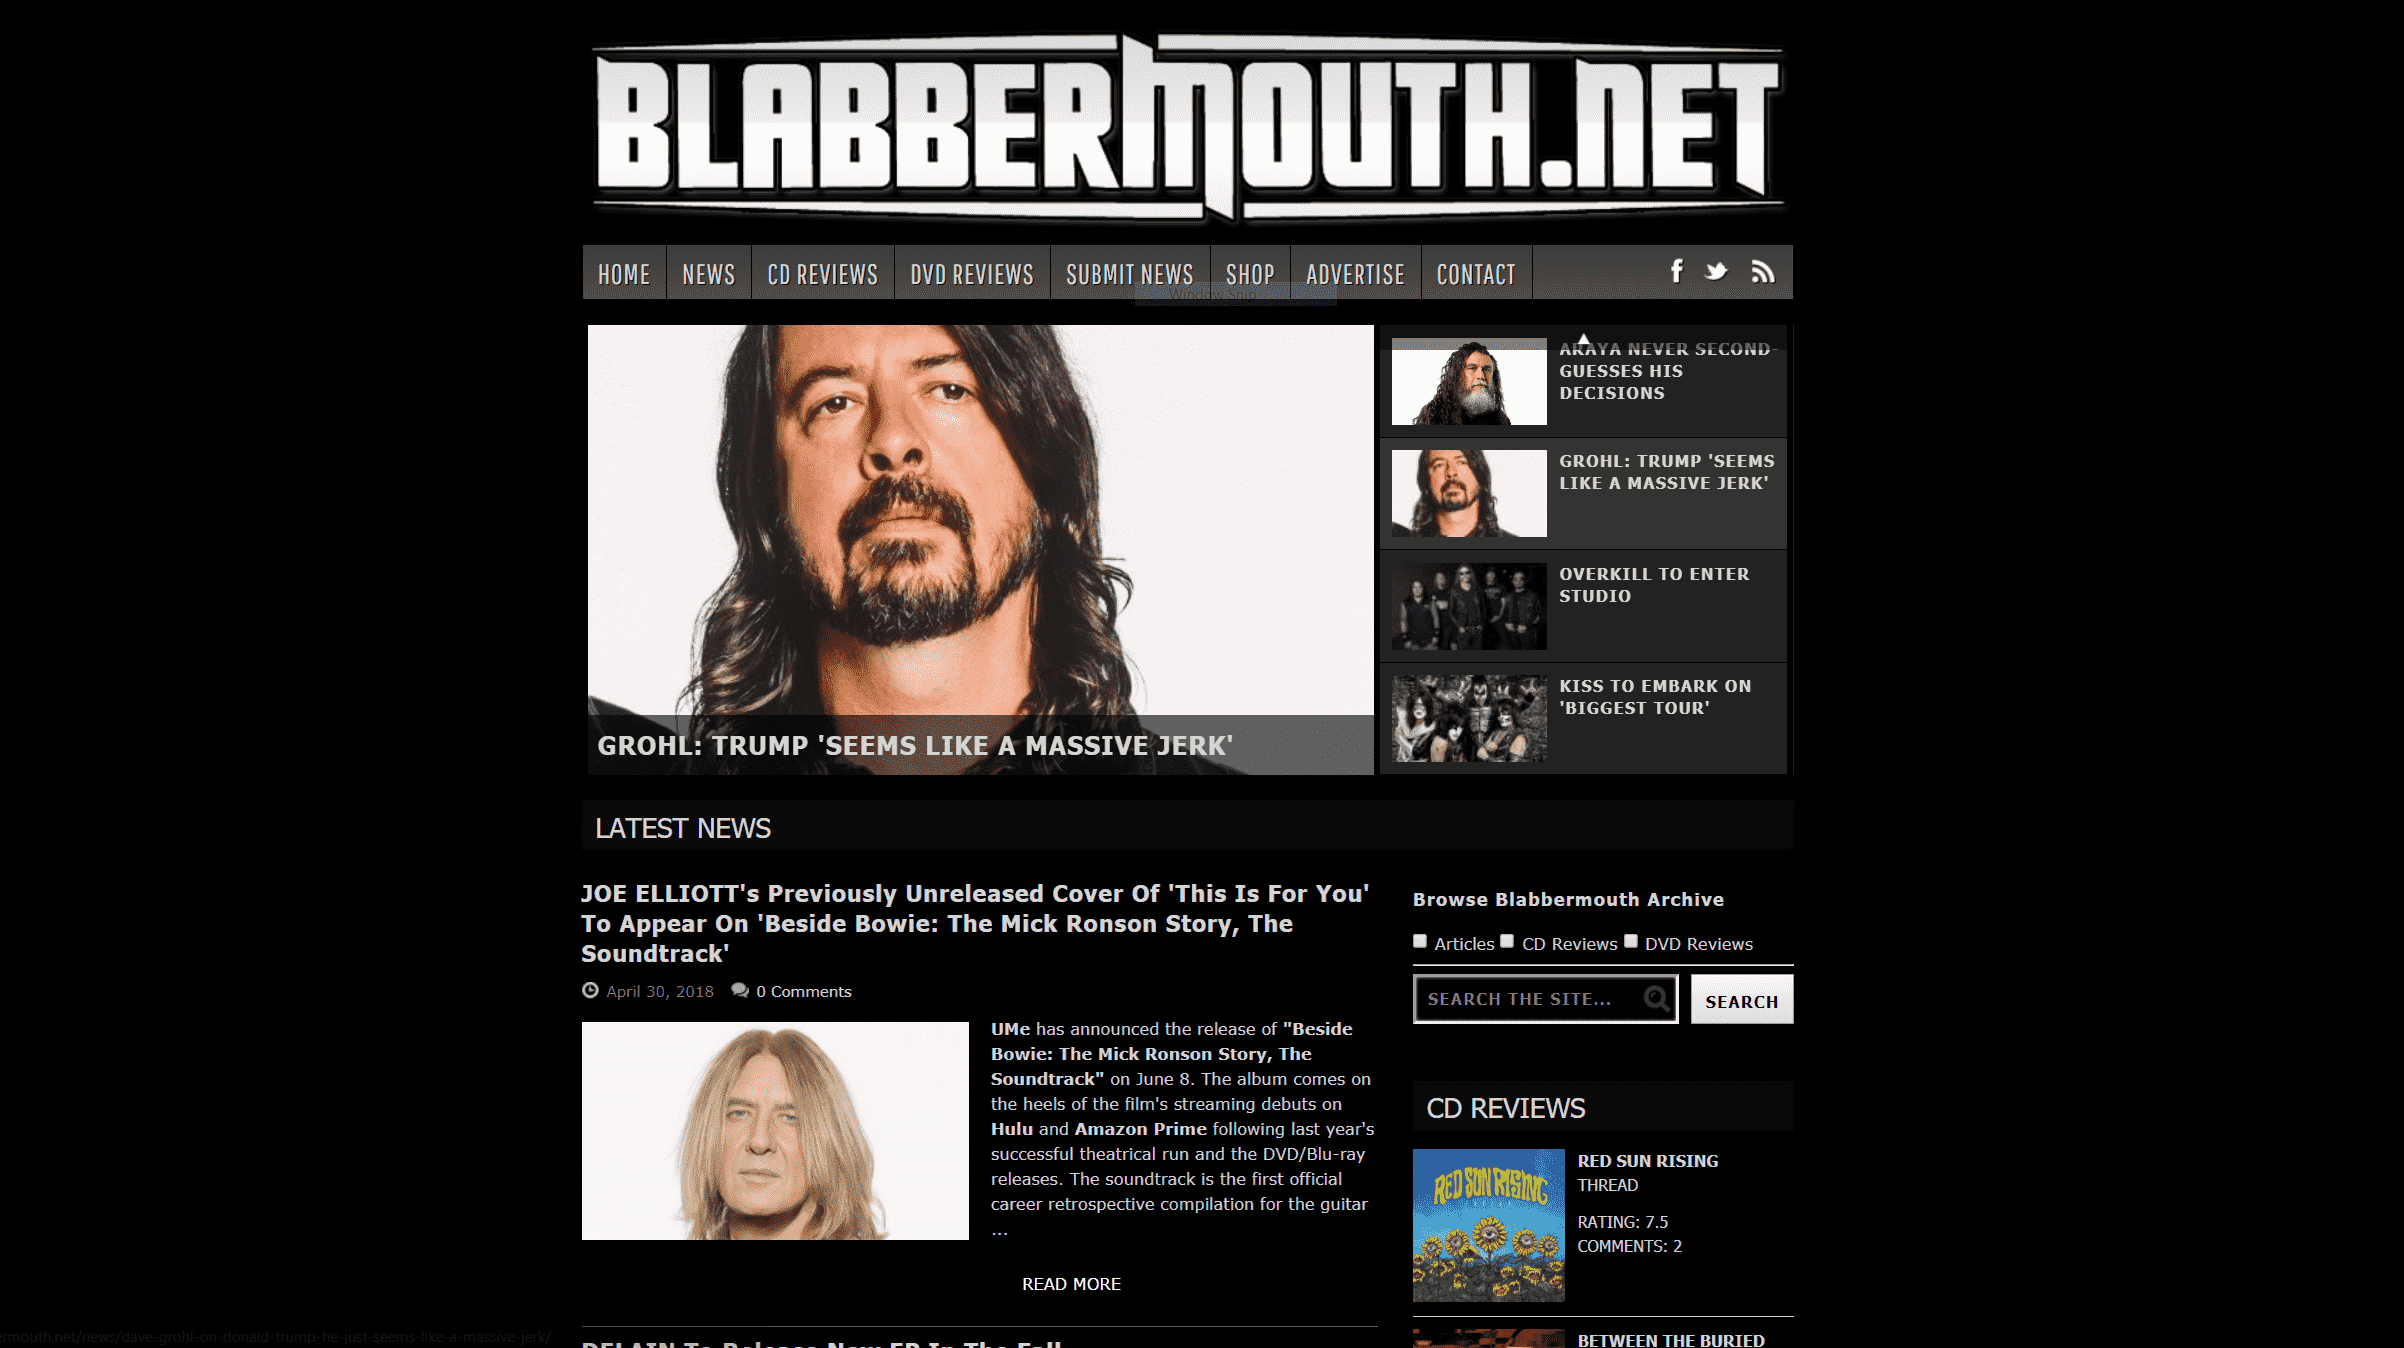 BLABBERMOUTH.NET
HOME NEWS CD REVIEWS DVD REVIEWS SUBMIT NEWS SHOP ADVERTISE CONTACT
Window Snip
GROHL: TRUMP 'SEEMS LIKE A MASSIVE JERK'
ARAYA NEVER SECOND-
GUESSES HIS
DECISIONS
GROHL: TRUMP 'SEEMS
LIKE A MASSIVE JERK'
OVERKILL TO ENTER
STUDIO
KISS TO EMBARK ON
'BIGGEST TOUR'
LATEST NEWS
JOE ELLIOTT's Previously Unreleased Cover Of 'This Is For You'
To Appear On 'Beside Bowie: The Mick Ronson Story, The
Soundtrack'
April 30, 2018 0 Comments
UMe has announced the release of "Beside
Bowie: The Mick Ronson Story, The
Soundtrack" on June 8. The album comes on
the heels of the film's streaming debuts on
Hulu and Amazon Prime following last year's
successful theatrical run and the DVD/Blu-ray
releases. The soundtrack is the first official
career retrospective compilation for the guitar
...
READ MORE
DELAIN To Release New EP In The Fall
Browse Blabbermouth Archive
Articles CD Reviews DVD Reviews
SEARCH THE SITE... SEARCH
CD REVIEWS
RED SUN RISING
RED SUN RISING
THREAD
RATING: 7.5
COMMENTS: 2
BETWEEN THE BURIED
ermouth.net/news/dave-grohl-on-donald-trump-he-just-seems-like-a-massive-jerk/